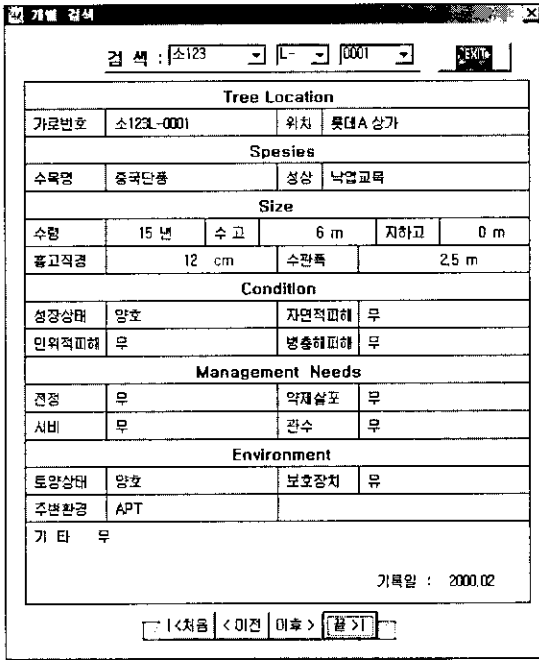 개별 검색
검 색 : 소123 L- 0001 EXIT
Tree Location
가로번호 소123L-0001 위치 롯데A 상가
Spesies
수목명 중국단풍 성상 낙엽교목
Size
수령 15 년 수 고 6 m 지하고 0 m
흉고직경 12 cm 수관폭 2,5 m
Condition
성장상태 양호 자연적피해 무
인위적피해 무 병충해피해 무
Management Needs
전정 무 약재살포 무
시비 무 관수 무
Environment
토양상태 양호 보호장치 유
주변환경 APT
기 타 무
기록일 : 2000,02
|<처음 < 이전 이후 > 끝 >|